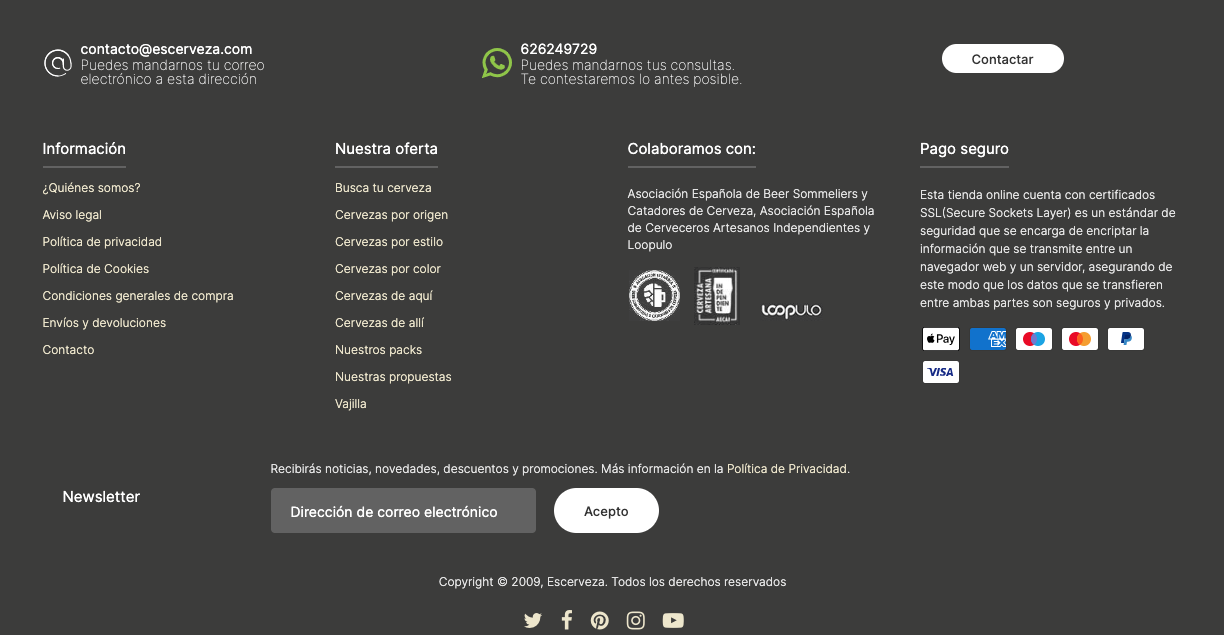 contacto@escerveza.com
Puedes mandarnos tu correo
electrónico a esta dirección
626249729
Puedes mandarnos tus consultas.
Te contestaremos lo antes posible.
Contactar
Información
¿Quiénes somos?
Aviso legal
Política de privacidad
Política de Cookies
Condiciones generales de compra
Envíos y devoluciones
Contacto
Nuestra oferta
Busca tu cerveza
Cervezas por origen
Cervezas por estilo
Cervezas por color
Cervezas de aquí
Cervezas de allí
Nuestros packs
Nuestras propuestas
Vajilla
Colaboramos con:
Asociación Española de Beer Sommeliers y
Catadores de Cerveza, Asociación Española
de Cerveceros Artesanos Independientes y
Loopulo
CERVEZA
ARTESANA
IN
DE
PEN
DIEN
TE
AECAI
loopulo
Pago seguro
Esta tienda online cuenta con certificados
SSL(Secure Sockets Layer) es un estándar de
seguridad que se encarga de encriptar la
información que se transmite entre un
navegador web y un servidor, asegurando de
este modo que los datos que se transfieren
entre ambas partes son seguros y privados.
Pay
AM
EX
VISA
Recibirás noticias, novedades, descuentos y promociones. Más información en la Política de Privacidad.
Newsletter
Dirección de correo electrónico
Acepto
Copyright © 2009, Escerveza. Todos los derechos reservados